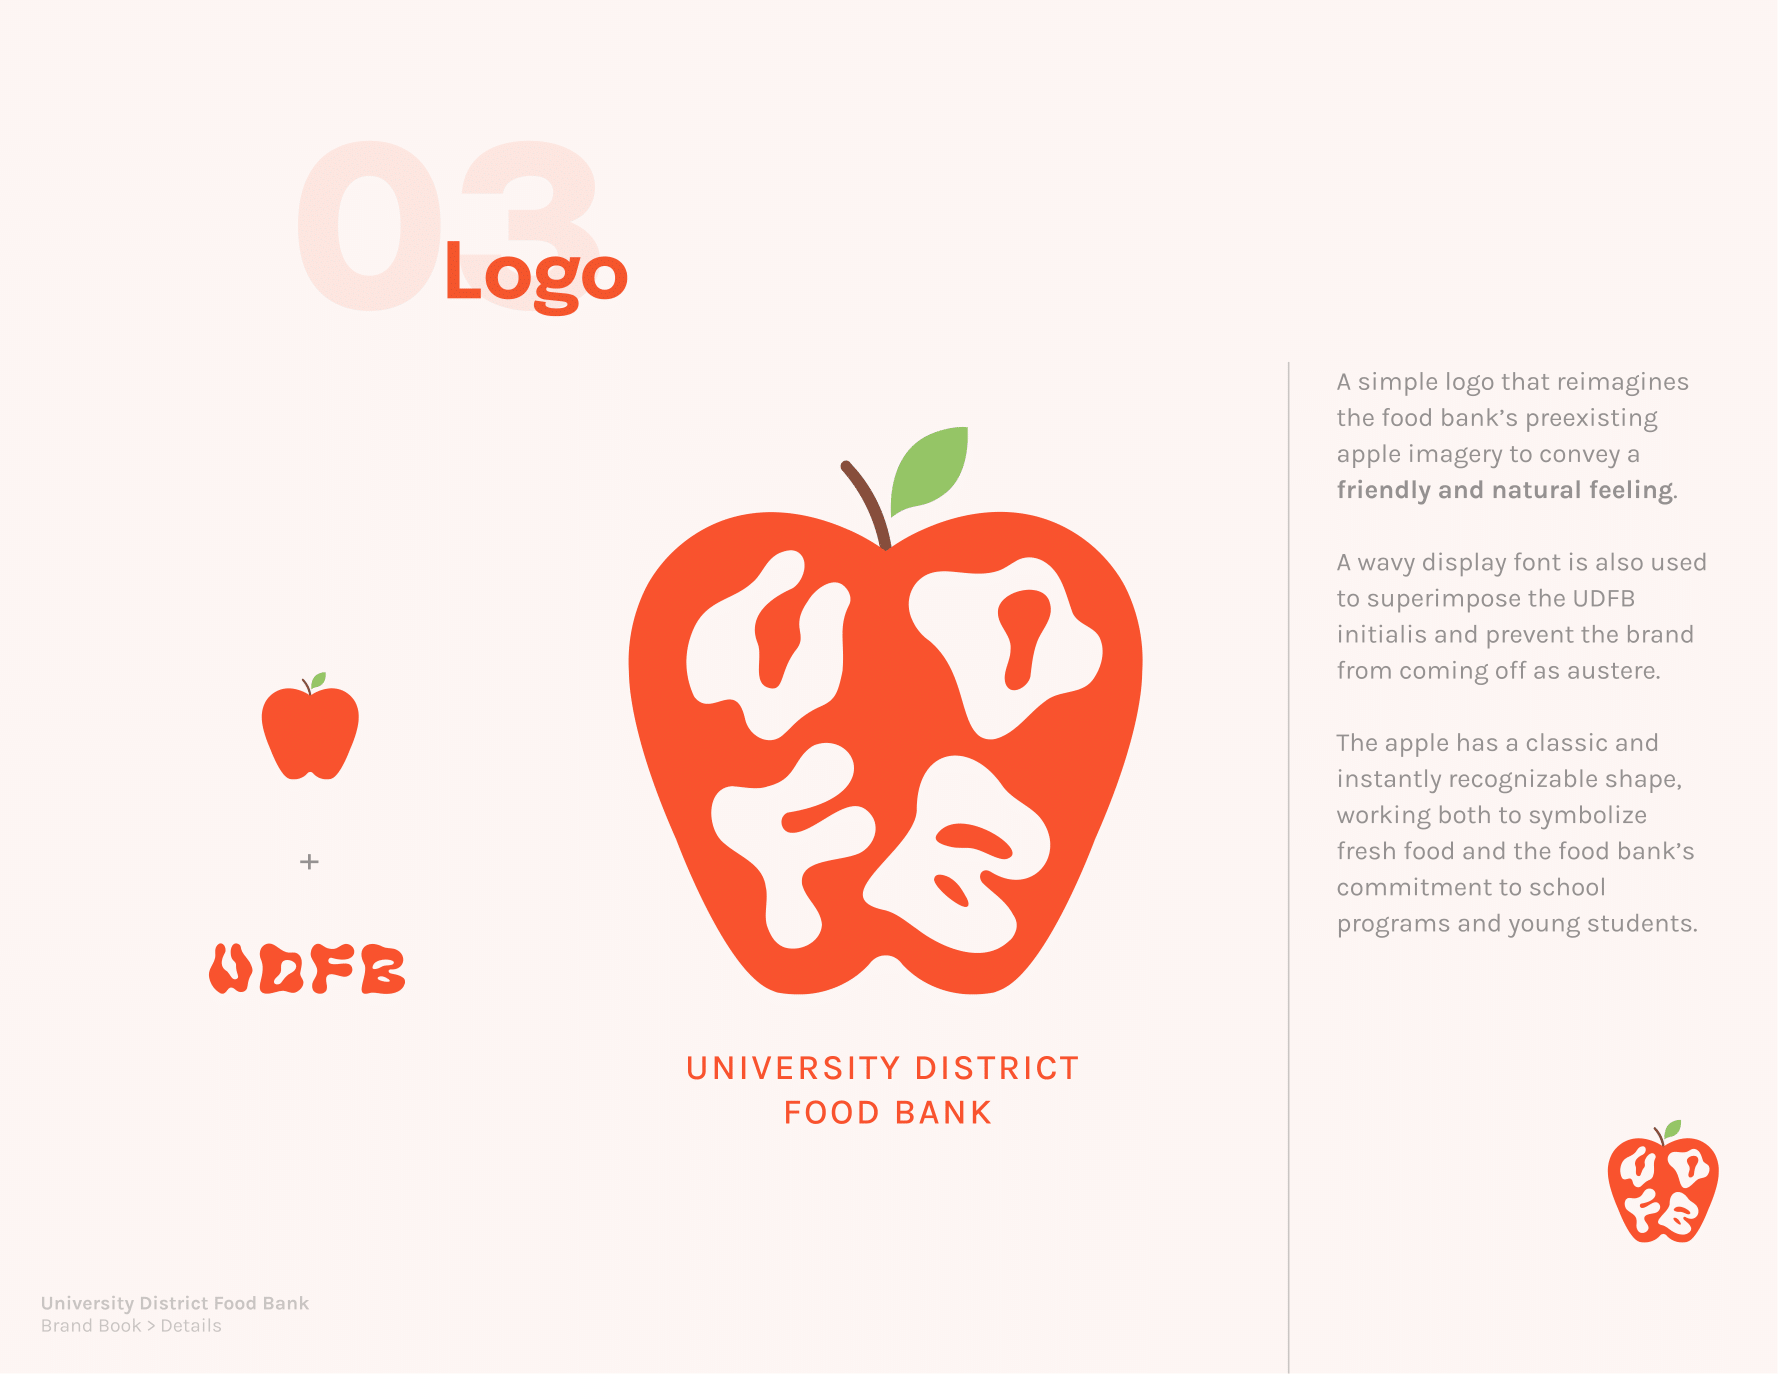 03
Logo
+
UDFB
U D
F B
UNIVERSITY DISTRICT
FOOD BANK
A simple logo that reimagines
the food bank’s preexisting
apple imagery to convey a
friendly and natural feeling.
A wavy display font is also used
to superimpose the UDFB
initialis and prevent the brand
from coming off as austere.
The apple has a classic and
instantly recognizable shape,
working both to symbolize
fresh food and the food bank’s
commitment to school
programs and young students.
U D
F B
University District Food Bank
Brand Book > Details